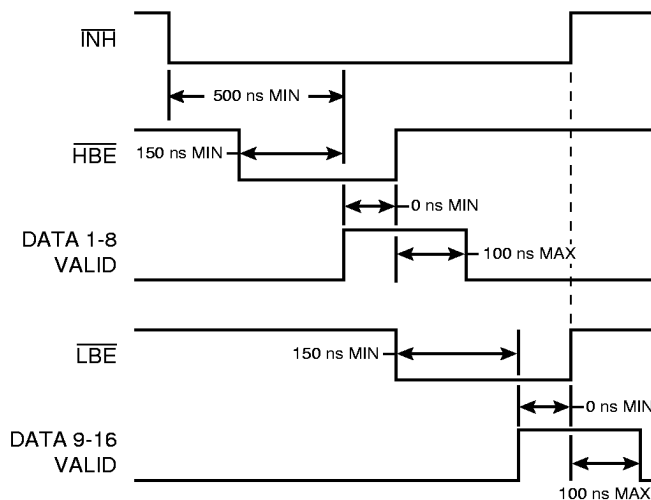 INH
500 ns MIN
HBE
150 ns MIN
0 ns MIN
DATA 1-8
VALID
100 ns MAX
LBE
150 ns MIN
0 ns MIN
DATA 9-16
VALID
100 ns MAX